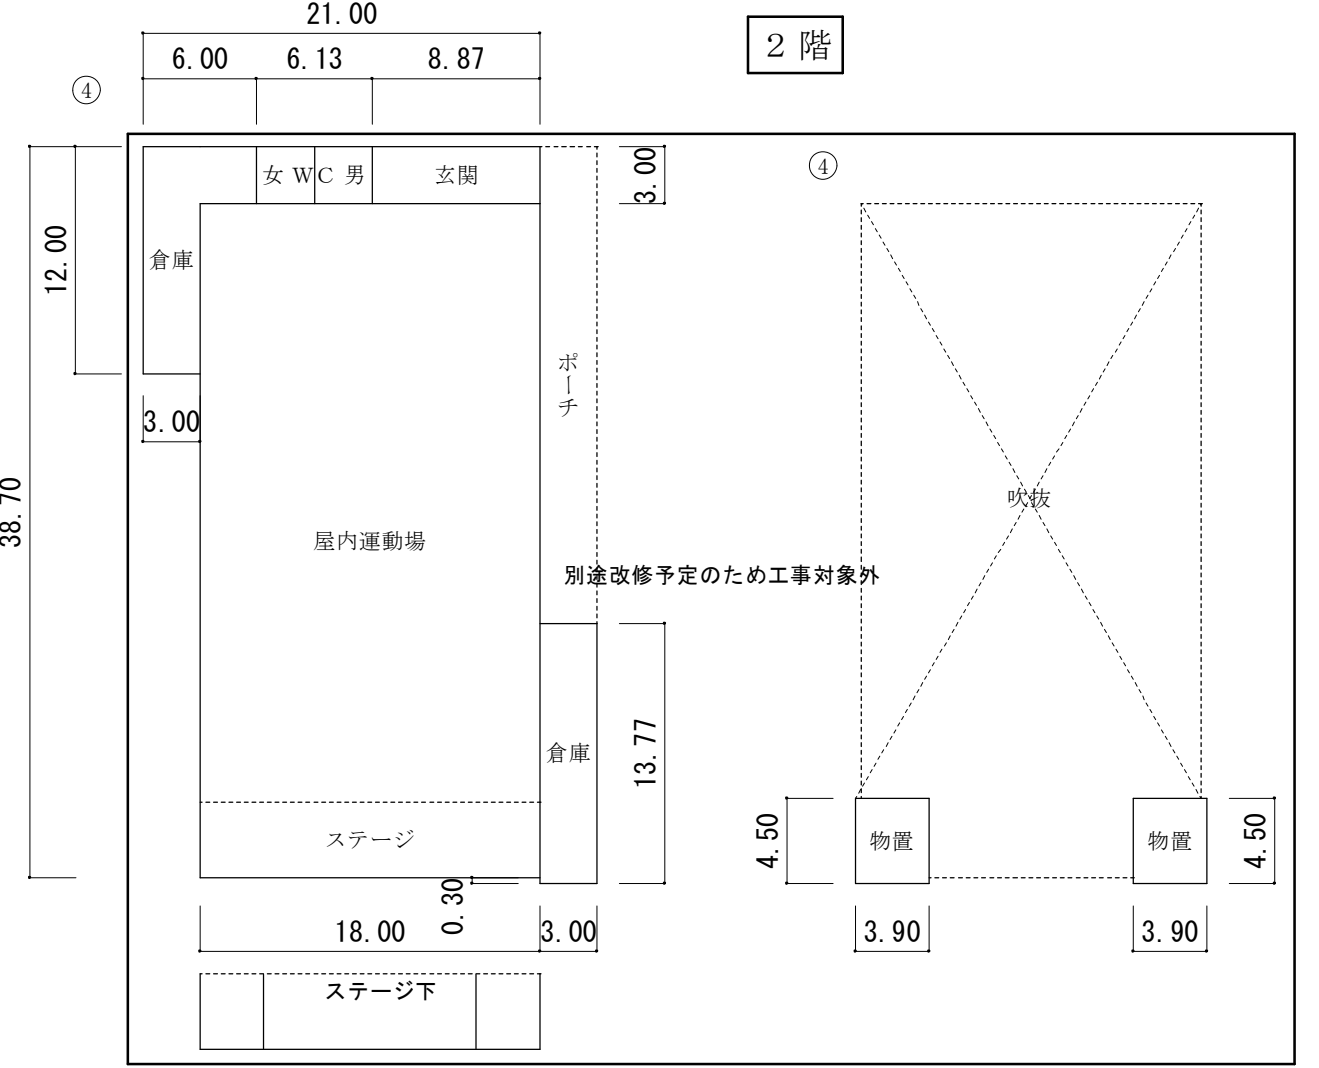 21.00
２階
6.00 6.13 8.87
④
女 WC 男 玄関
3.00
④
12.00
倉庫
ポーチ
3.00
38.70
吹抜
屋内運動場
別途改修予定のため工事対象外
倉庫
13.77
ステージ
4.50
物置
物置
4.50
0.30
18.00
3.00
3.90
3.90
ステージ下